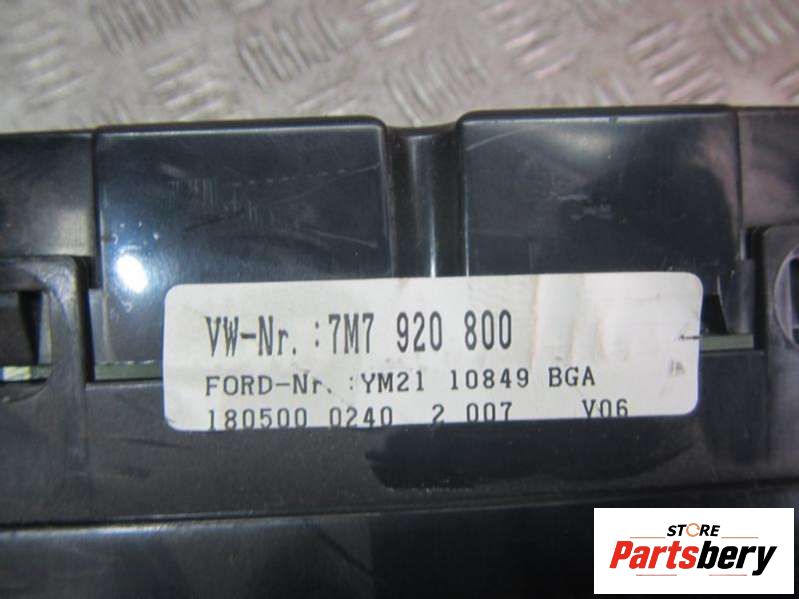 VW-Nr. :7M7 920 800
FORD-Nr. :YM21 10849 BGA
180500 0240 2 007 V06
STORE
Partsbery